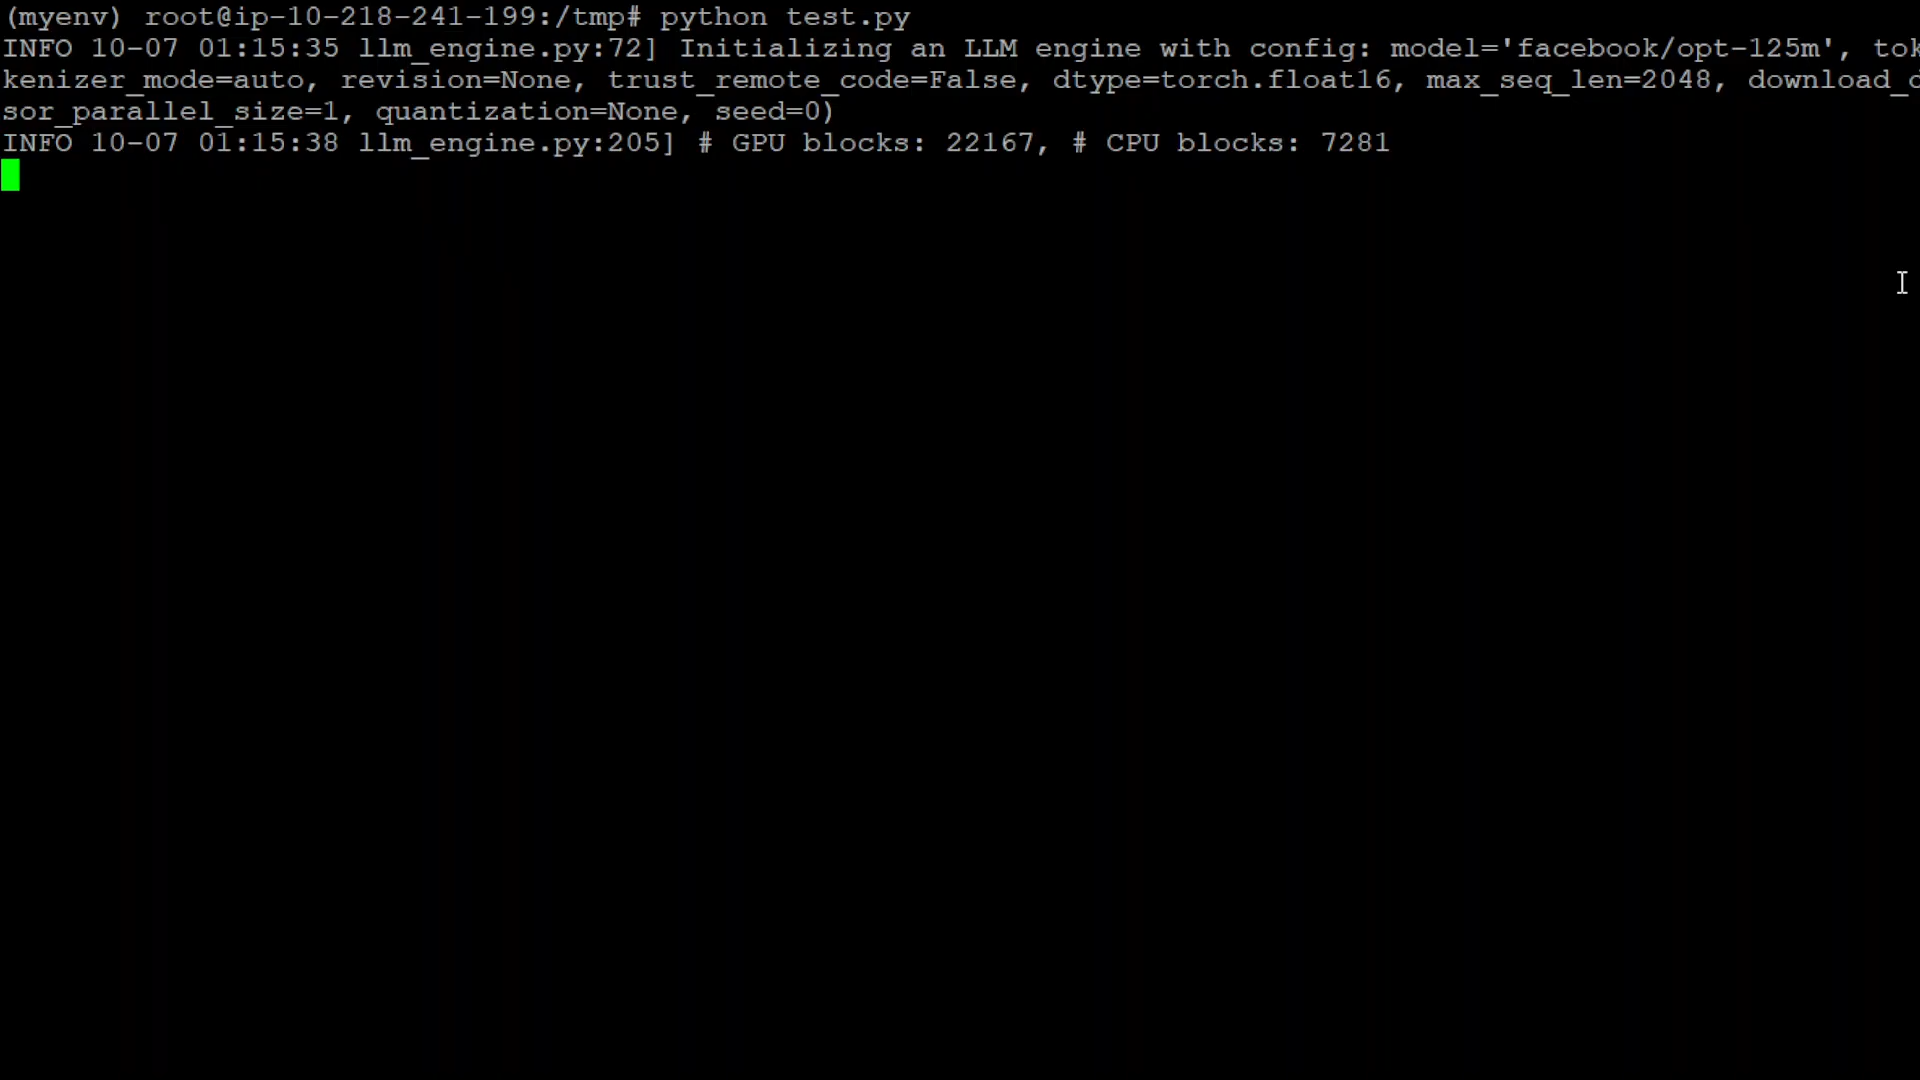 (myenv) root@ip-10-218-241-199:/tmp# python test.py
INFO 10-07 01:15:35 llm_engine.py:72] Initializing an LLM engine with config: model='facebook/opt-125m', tok
kenizer_mode=auto, revision=None, trust_remote_code=False, dtype=torch.float16, max_seq_len=2048, download_d
sor_parallel_size=1, quantization=None, seed=0)
INFO 10-07 01:15:38 llm_engine.py:205] # GPU blocks: 22167, # CPU blocks: 7281